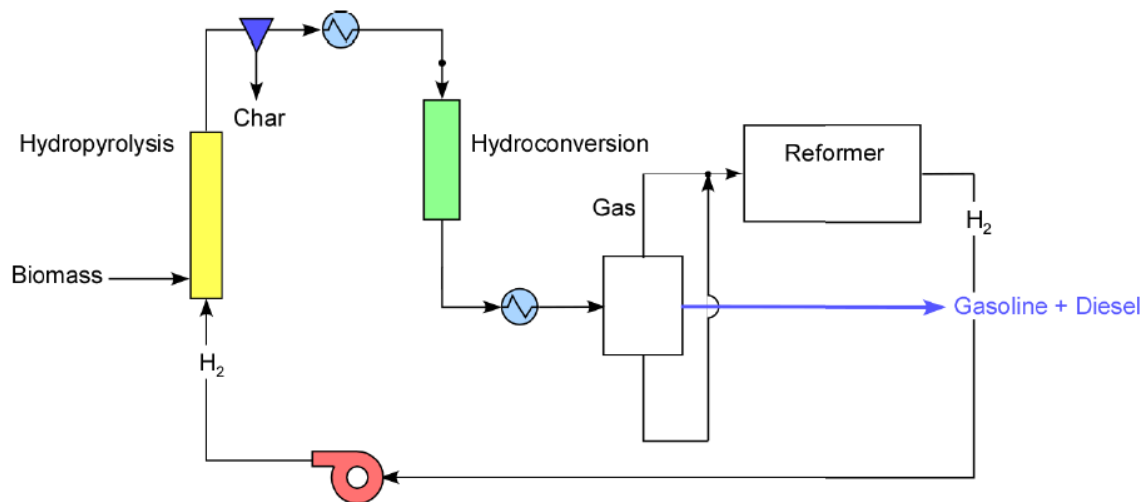 Char
Hydropyrolysis
Hydroconversion
Reformer
Gas
H₂
Biomass
Gasoline + Diesel
H₂